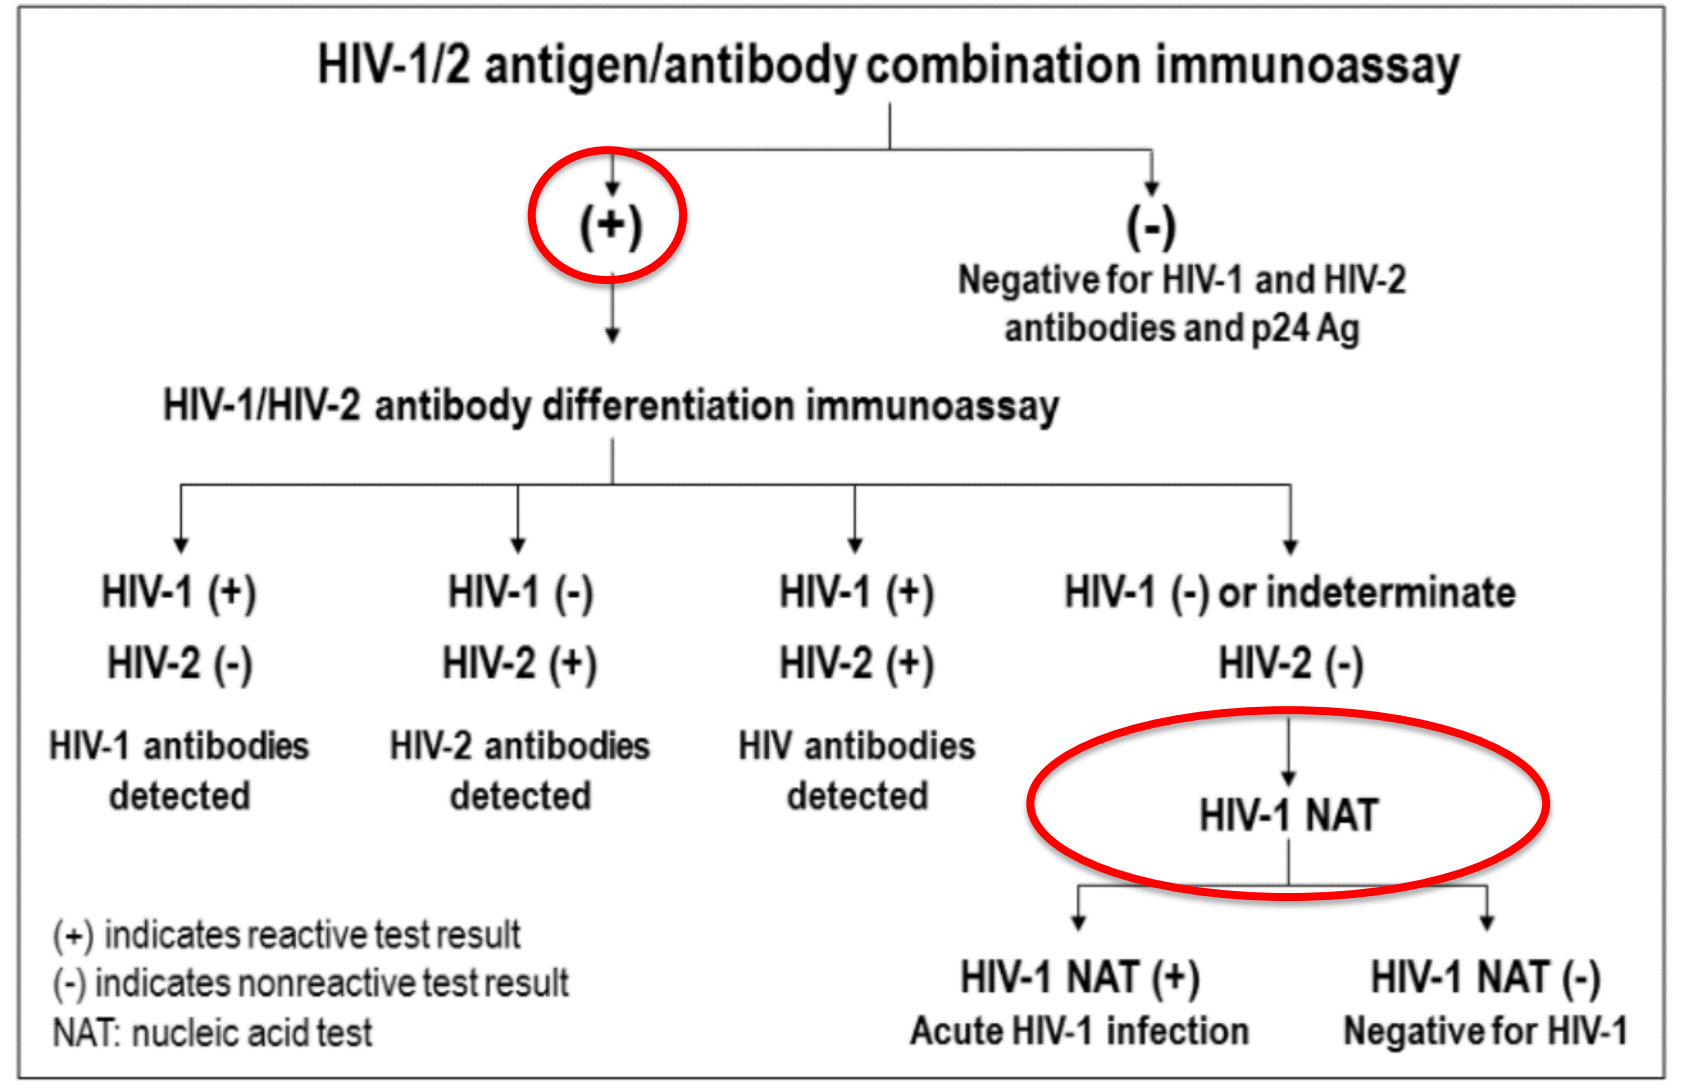 HIV-1/2 antigen/antibody combination immunoassay
(+)
(-)
Negative for HIV-1 and HIV-2
antibodies and p24 Ag
HIV-1/HIV-2 antibody differentiation immunoassay
HIV-1 (+)
HIV-2 (-)
HIV-1 antibodies
detected
HIV-1 (-)
HIV-2 (+)
HIV-2 antibodies
detected
HIV-1 (+)
HIV-2 (+)
HIV antibodies
detected
HIV-1 (-) or indeterminate
HIV-2 (-)
HIV-1 NAT
HIV-1 NAT (+)
Acute HIV-1 infection
HIV-1 NAT (-)
Negative for HIV-1
(+) indicates reactive test result
(-) indicates nonreactive test result
NAT: nucleic acid test